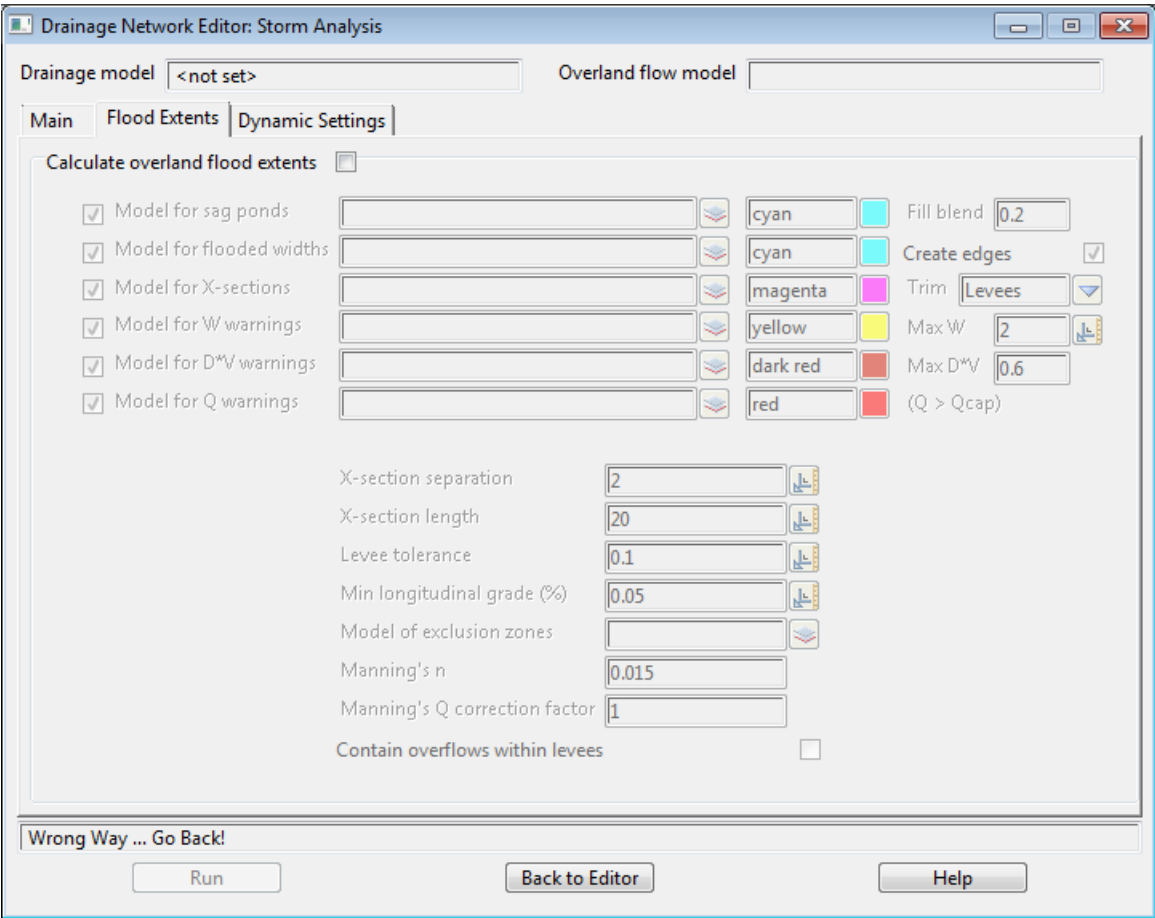 Drainage Network Editor: Storm Analysis
Drainage model <not set> Overland flow model
Main Flood Extents Dynamic Settings
Calculate overland flood extents
Model for sag ponds cyan Fill blend 0.2
Model for flooded widths cyan Create edges
Model for X-sections magenta Trim Levees
Model for W warnings yellow Max W 2
Model for D*V warnings dark red Max D*V 0.6
Model for Q warnings red (Q > Qcap)
X-section separation 2
X-section length 20
Levee tolerance 0.1
Min longitudinal grade (%) 0.05
Model of exclusion zones
Manning's n 0.015
Manning's Q correction factor 1
Contain overflows within levees
Wrong Way ... Go Back!
Run Back to Editor Help